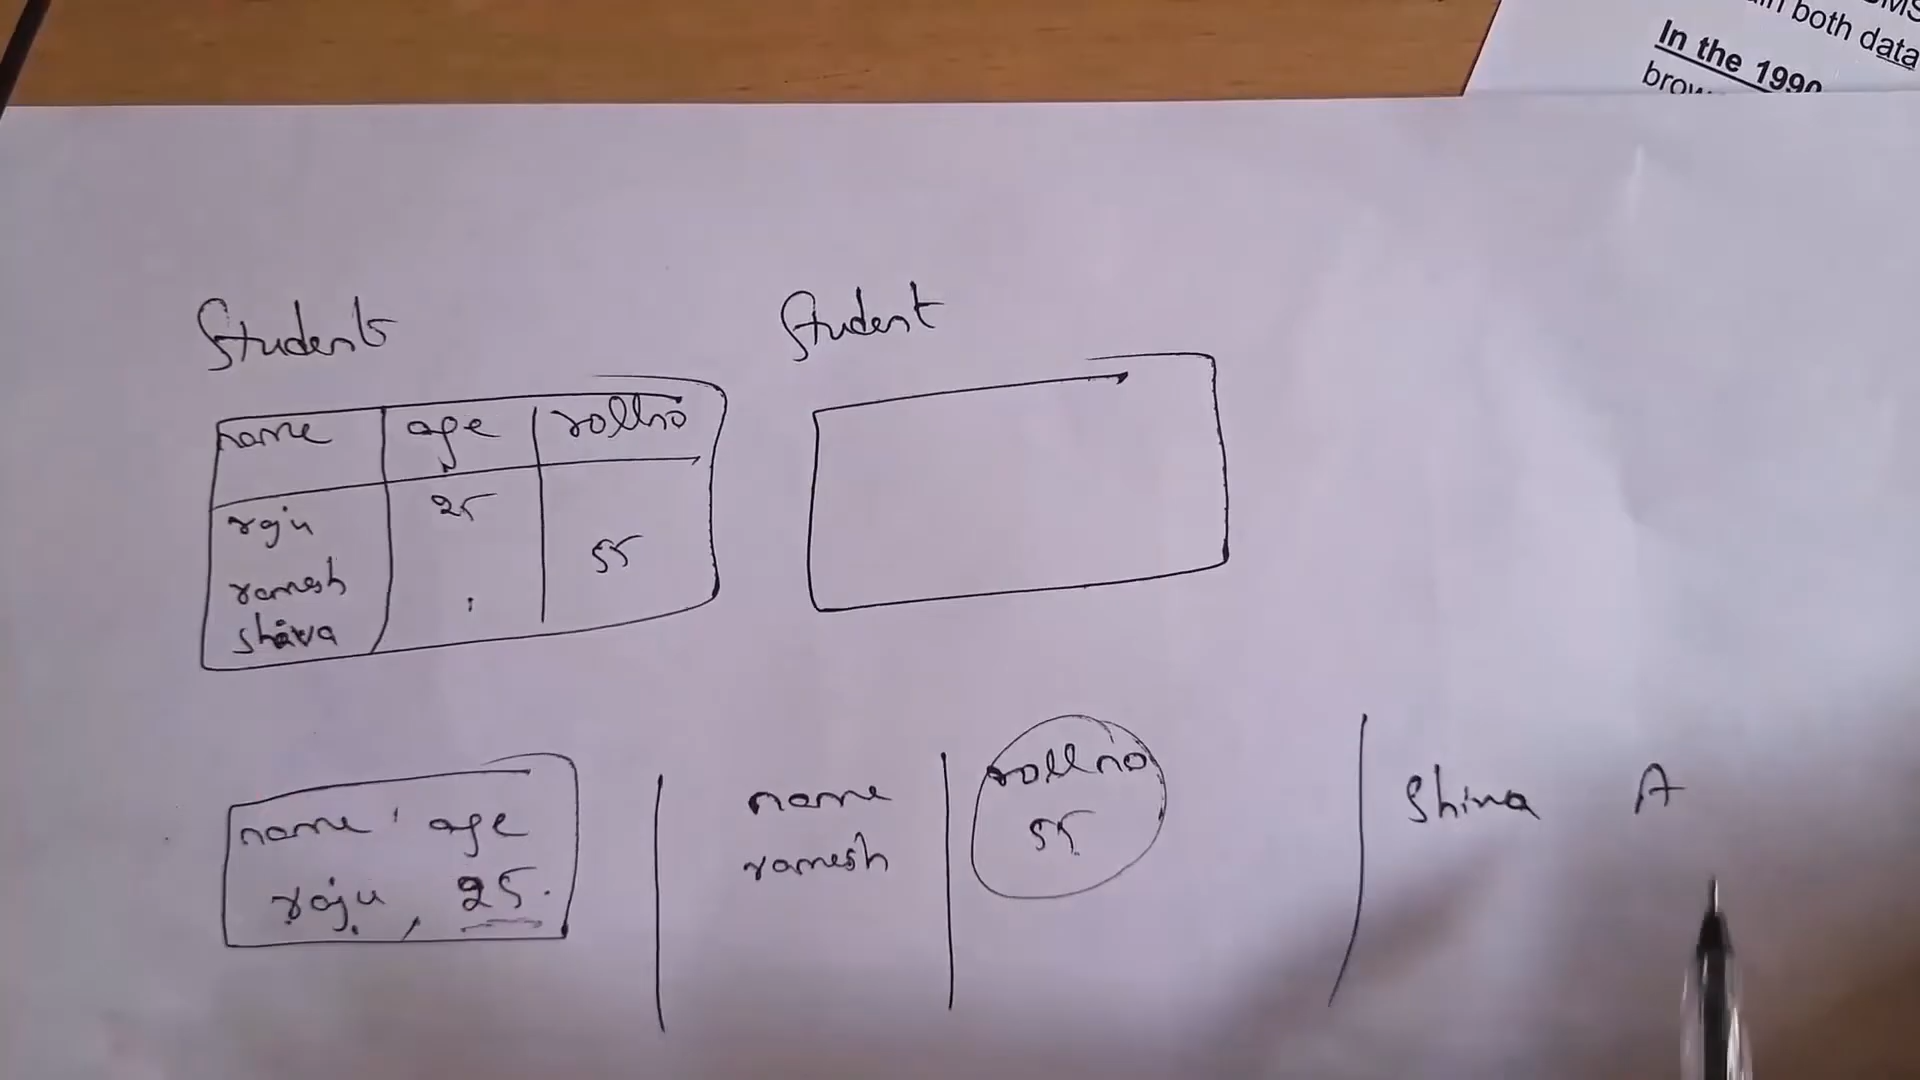 both data
In the 1990
Students
Student
name age rollno
raju 25
55
ramesh
shiva
name, age
raju, 25.
name
ramesh
rollno
55
Shiva A